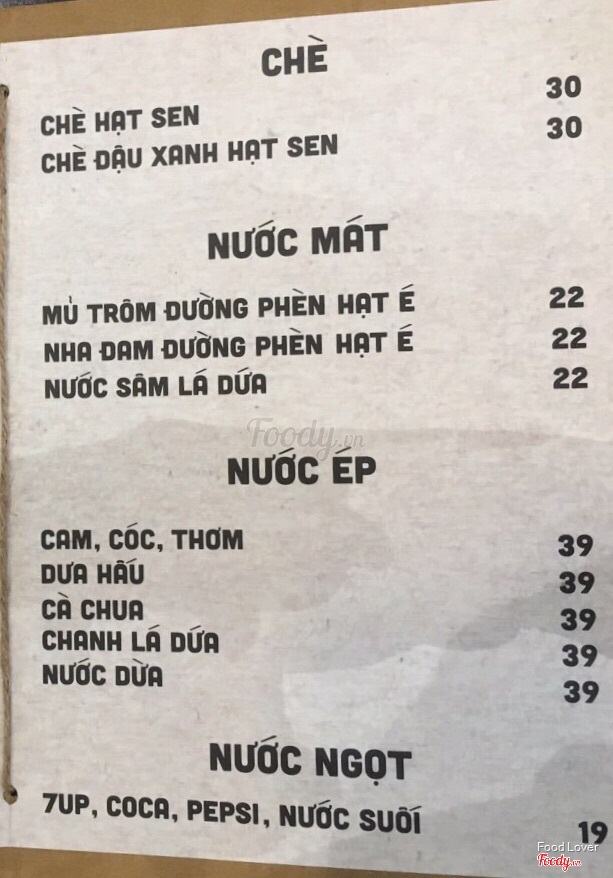 CHÈ
CHÈ HẠT SEN 30
CHÈ ĐẬU XANH HẠT SEN 30
NƯỚC MÁT
MỦ TRÔM ĐƯỜNG PHÈN HẠT É 22
NHA ĐAM ĐƯỜNG PHÈN HẠT É 22
NƯỚC SÂM LÁ DỨA 22
Foody.vn
NƯỚC ÉP
CAM, CÓC, THƠM 39
DƯA HẤU 39
CÀ CHUA 39
CHANH LÁ DỨA 39
NƯỚC DỪA 39
NƯỚC NGỌT
7UP, COCA, PEPSI, NƯỚC SUỐI 19
Food Lover
Foody.vn